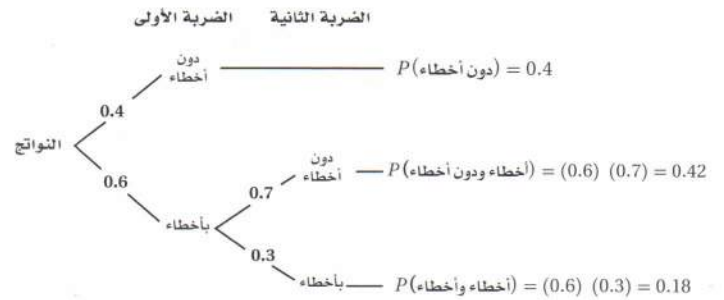 الضربة الأولى الضربة الثانية
دون أخطاء P(دون أخطاء) = 0.4
0.4
النواتج
0.6
دون أخطاء P(أخطاء ودون أخطاء) = (0.6) (0.7) = 0.42
0.7
بأخطاء
0.3
بأخطاء P(أخطاء وأخطاء) = (0.6) (0.3) = 0.18